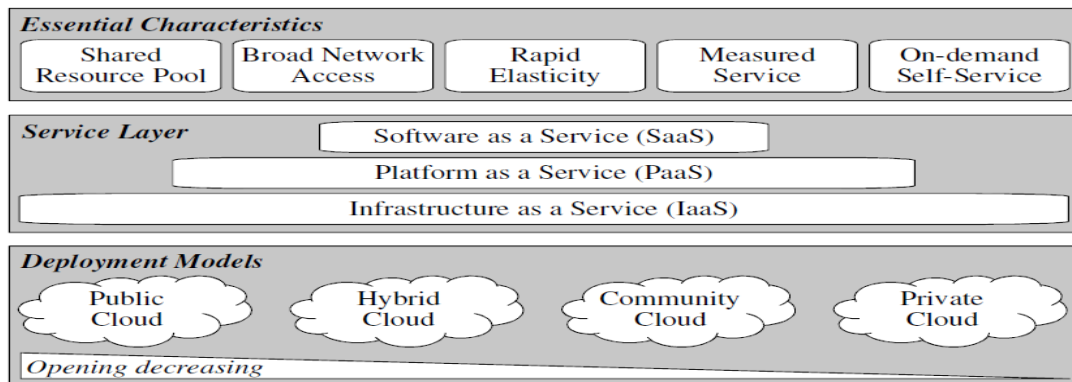 Essential Characteristics
Shared
Resource Pool
Broad Network
Access
Rapid
Elasticity
Measured
Service
On-demand
Self-Service
Service Layer
Software as a Service (SaaS)
Platform as a Service (PaaS)
Infrastructure as a Service (IaaS)
Deployment Models
Public
Cloud
Hybrid
Cloud
Community
Cloud
Private
Cloud
Opening decreasing